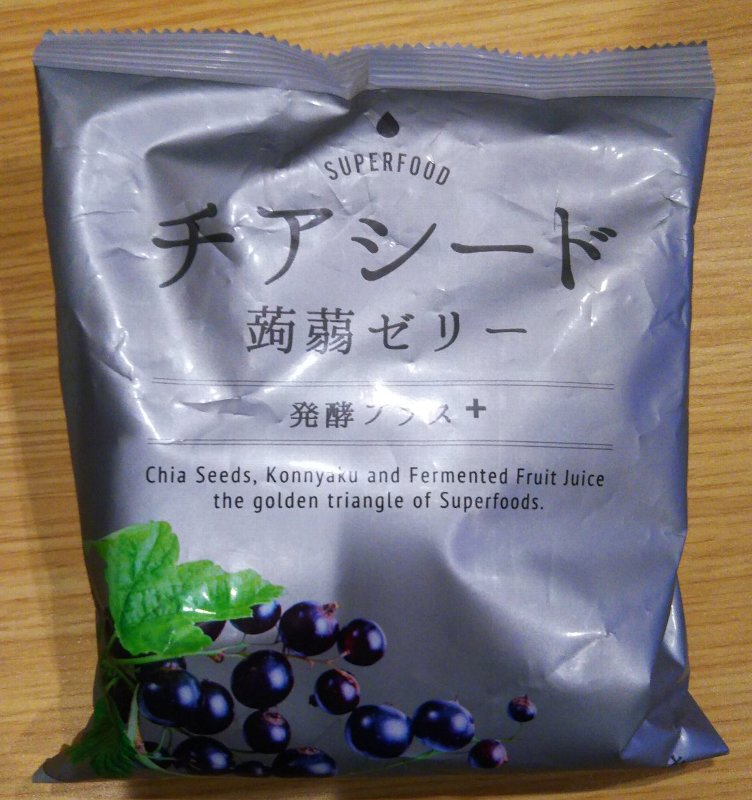 SUPERFOOD
チアシード
蒟蒻ゼリー
発酵プラス+
Chia Seeds, Konnyaku and Fermented Fruit Juice
the golden triangle of Superfoods.